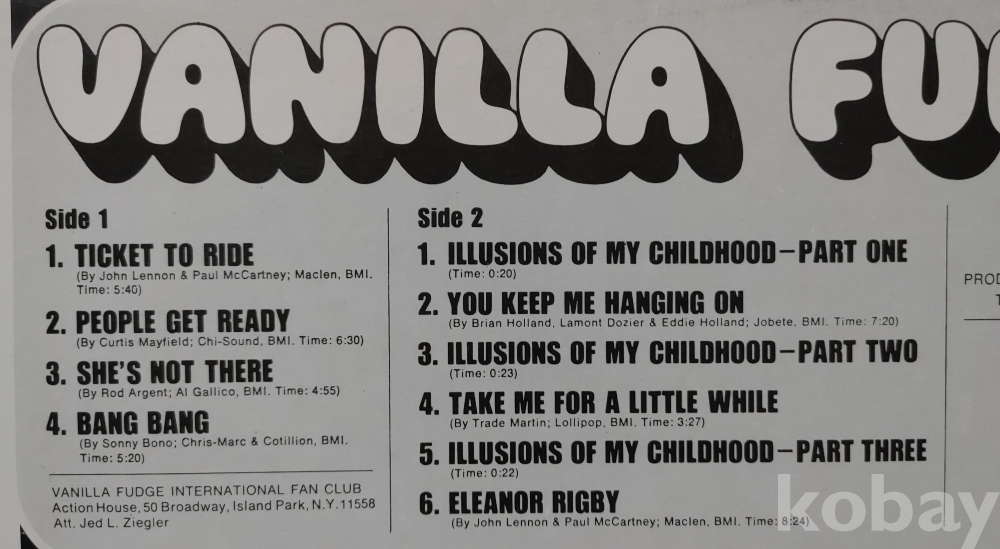 VANILLA FU
Side 1
1. TICKET TO RIDE
(By John Lennon & Paul McCartney; Maclen, BMI.
Time: 5:40)
2. PEOPLE GET READY
(By Curtis Mayfield; Chi-Sound, BMI. Time: 6:30)
3. SHE'S NOT THERE
(By Rod Argent; Al Gallico, BMI. Time: 4:55)
4. BANG BANG
(By Sonny Bono; Chris-Marc & Cotillion, BMI.
Time: 5:20)
VANILLA FUDGE INTERNATIONAL FAN CLUB
Action House, 50 Broadway, Island Park, N.Y. 11558
Att. Jed L. Ziegler
Side 2
1. ILLUSIONS OF MY CHILDHOOD—PART ONE
(Time: 0:20)
2. YOU KEEP ME HANGING ON
(By Brian Holland, Lamont Dozier & Eddie Holland; Jobete, BMI. Time: 7:20)
3. ILLUSIONS OF MY CHILDHOOD—PART TWO
(Time: 0:23)
4. TAKE ME FOR A LITTLE WHILE
(By Trade Martin; Lollipop, BMI. Time: 3:27)
5. ILLUSIONS OF MY CHILDHOOD—PART THREE
(Time: 0:22)
6. ELEANOR RIGBY
(By John Lennon & Paul McCartney; Maclen, BMI. Time: 8:24)
PROD
T
kobay